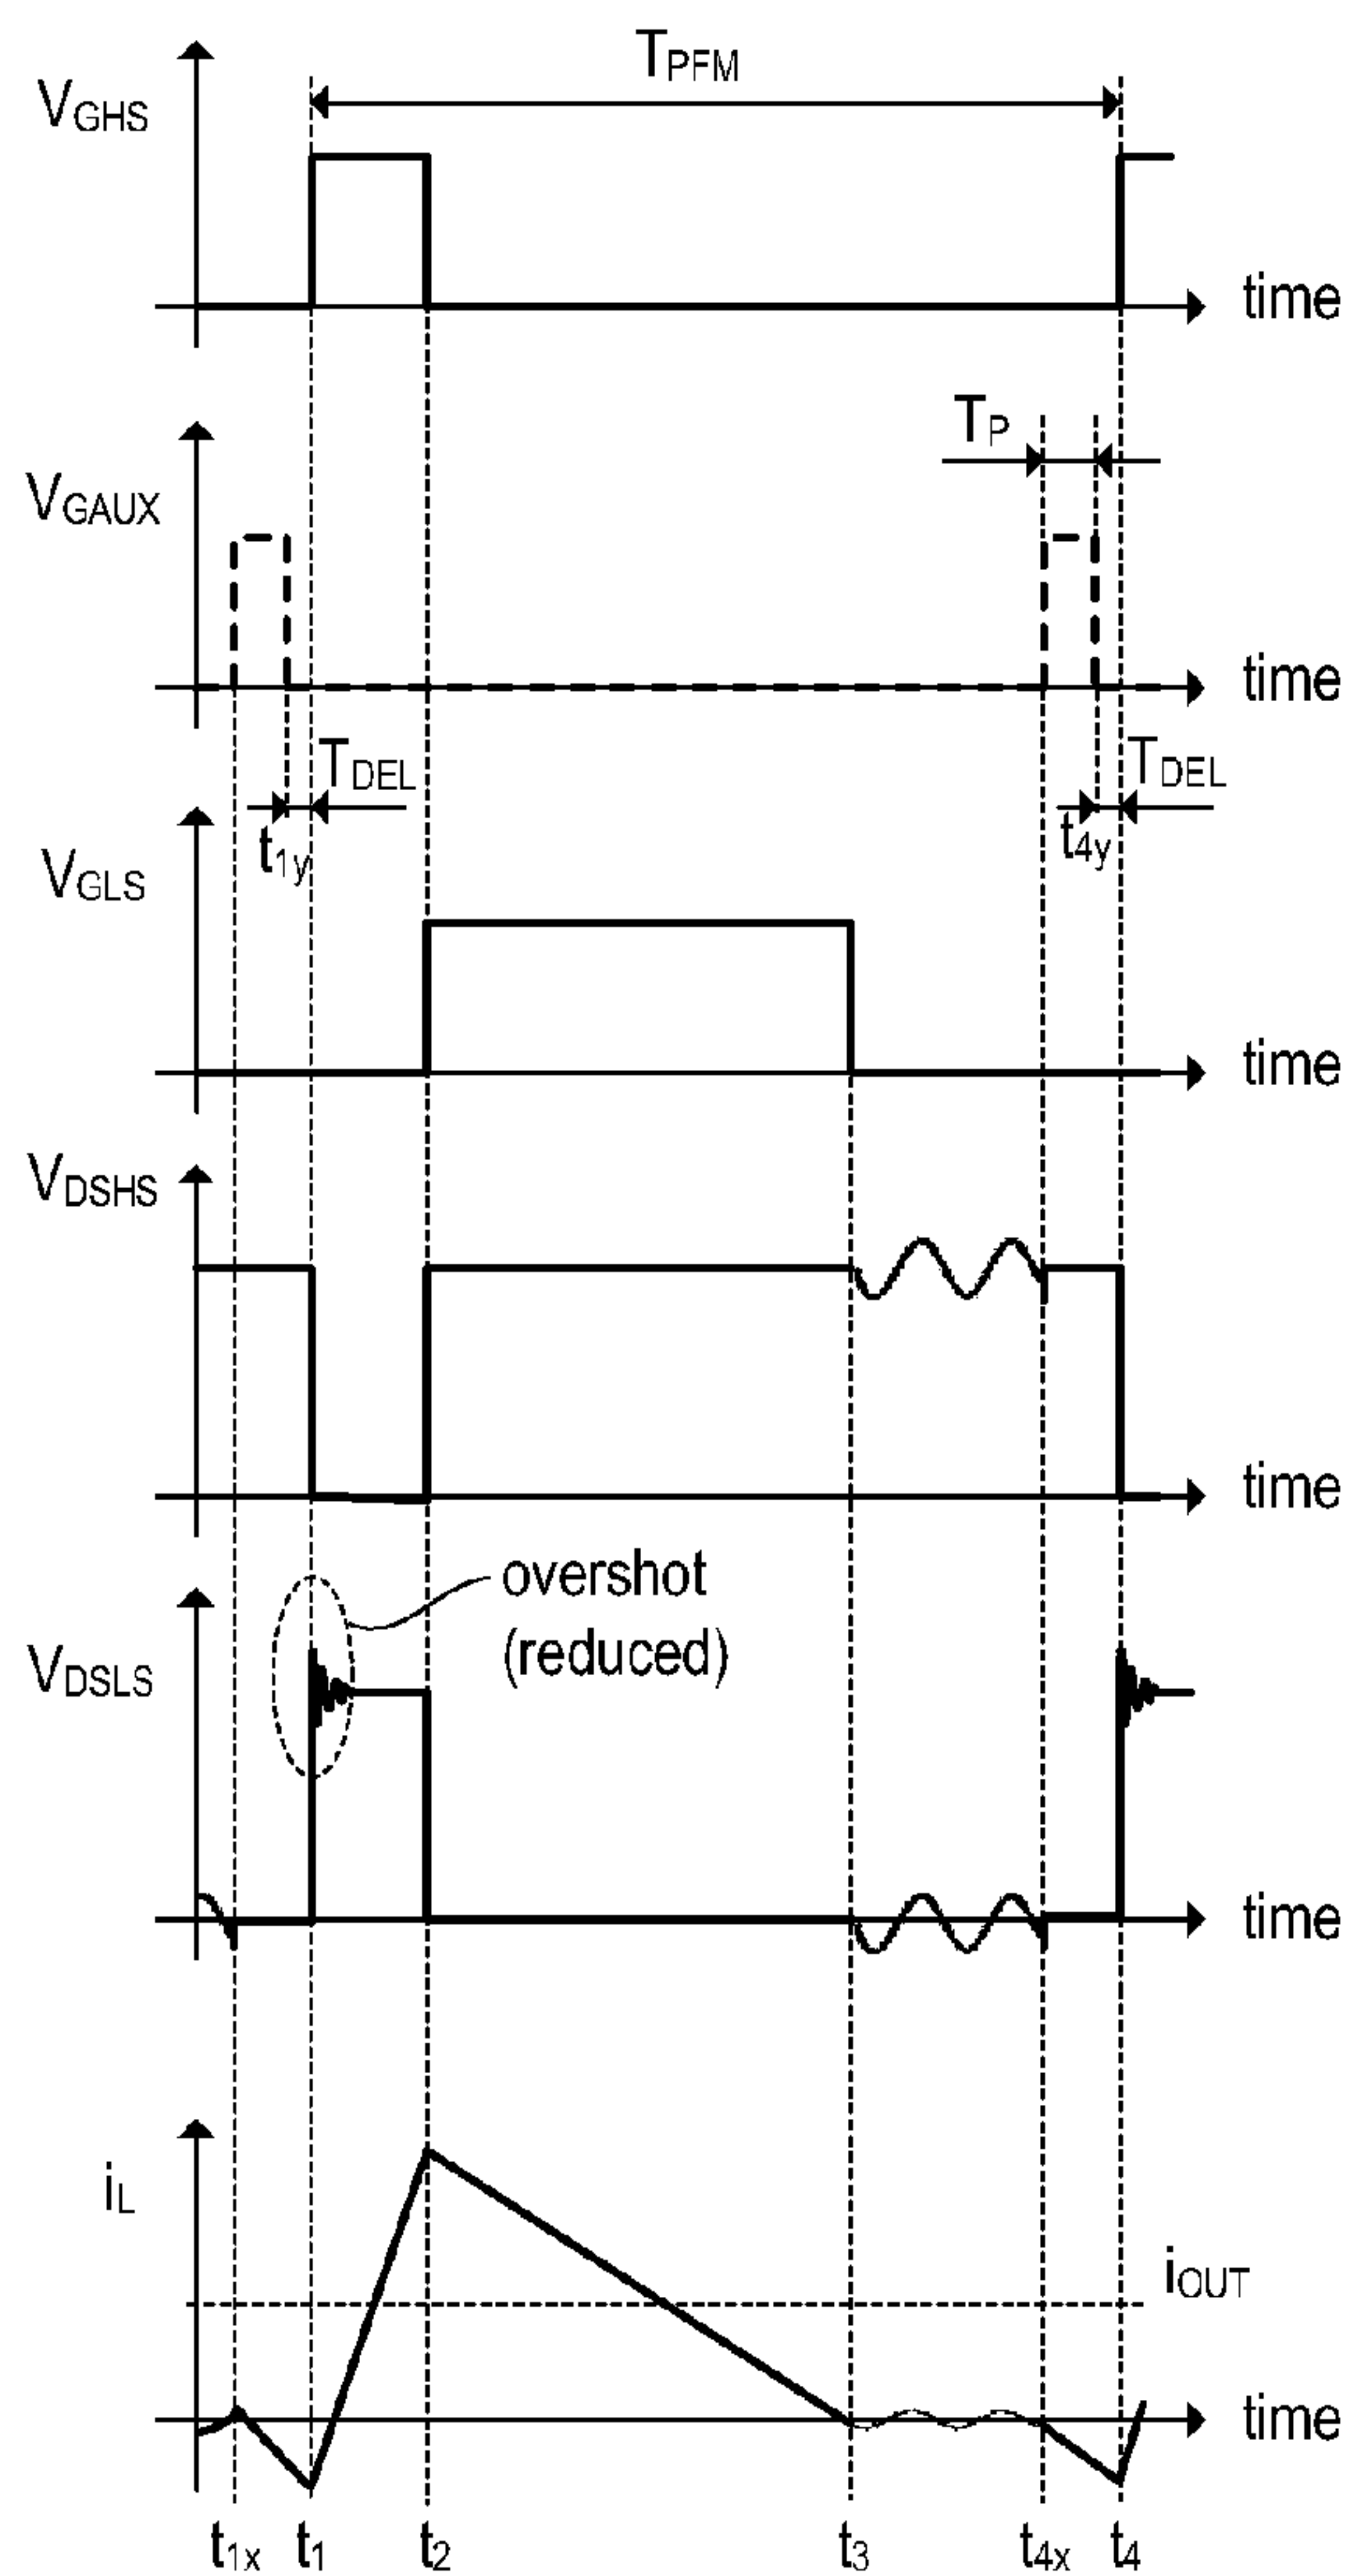 TPFM
VGHS
time
TP
VGAUX
time
TDEL
TDEL
t1y
t4y
VGLS
time
VDSHS
time
overshot
(reduced)
VDSLS
time
iL
iOUT
time
t1x t1 t2 t3 t4x t4